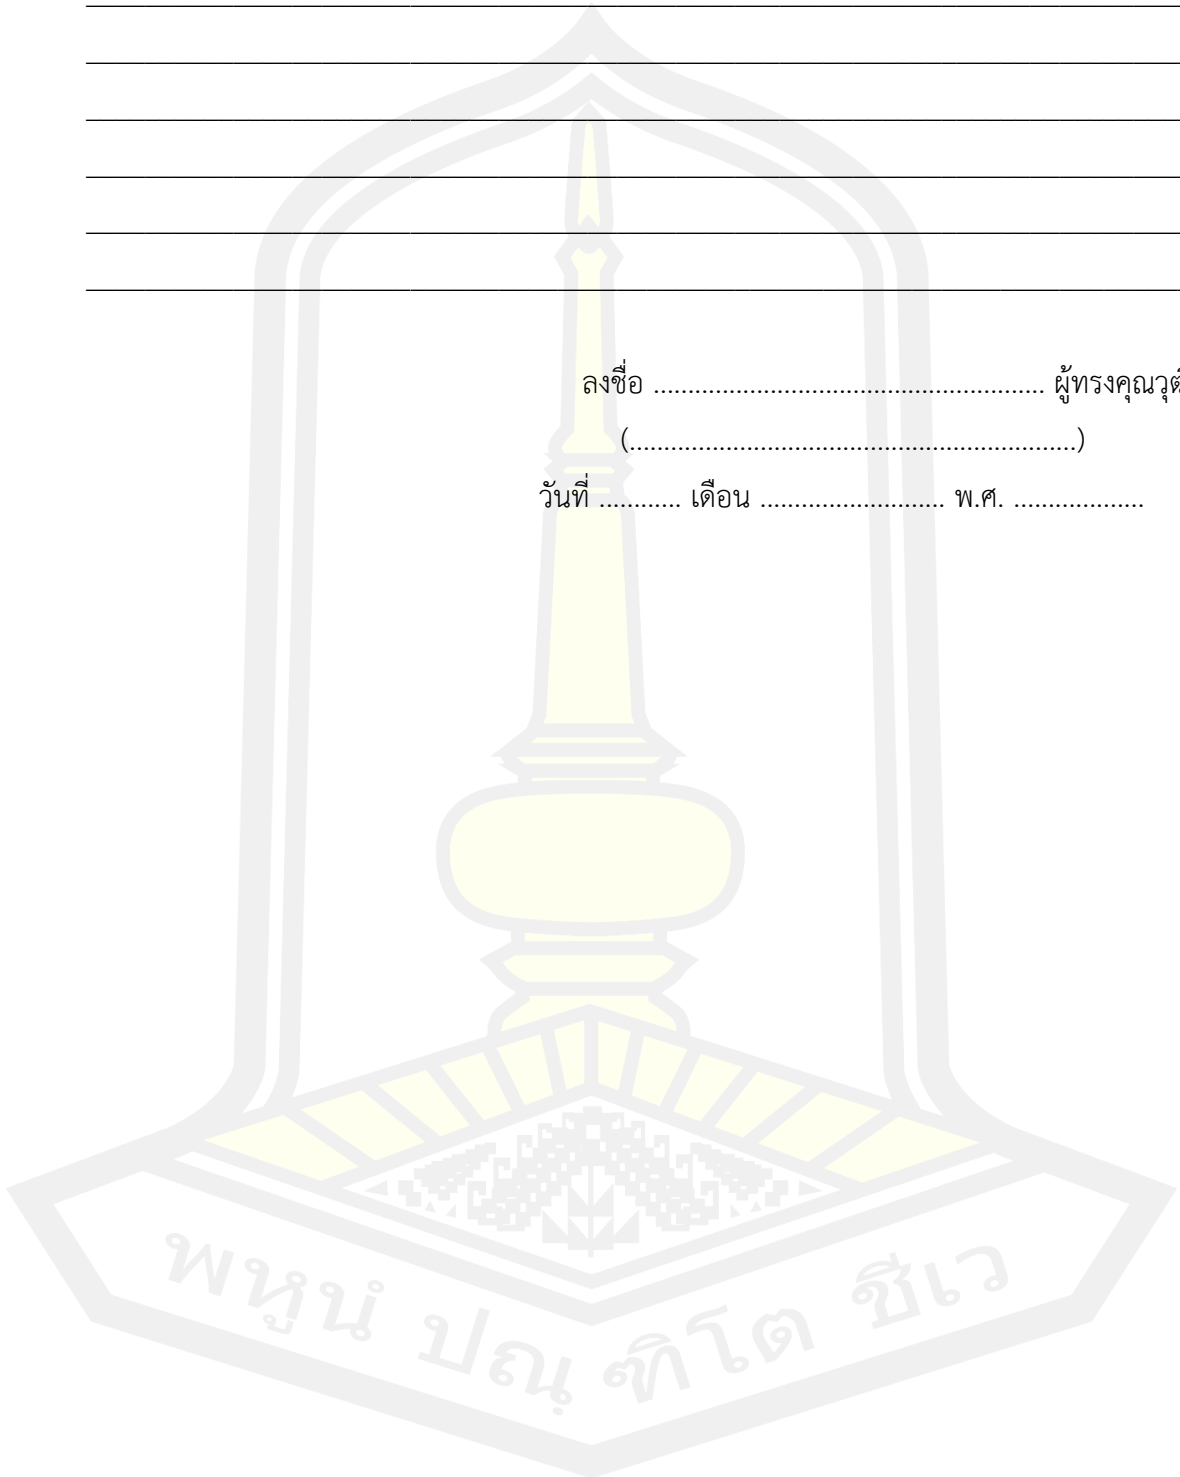 ลงชื่อ ......................................................... ผู้ทรงคุณวุฒิ
(.................................................................)
วันที่ ............ เดือน ........................... พ.ศ. ...................
พหูนํ ปณฺฑิโต ชีเว